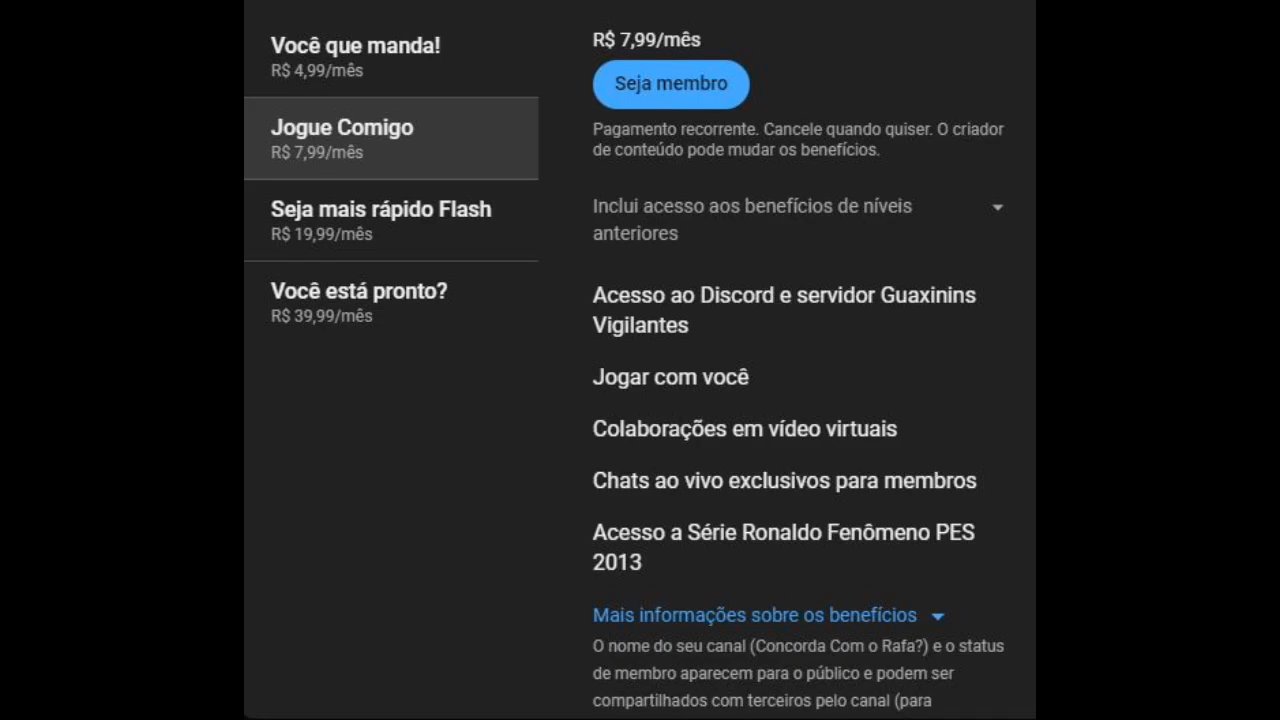 Você que manda!
R$ 4,99/mês
Jogue Comigo
R$ 7,99/mês
Seja mais rápido Flash
R$ 19,99/mês
Você está pronto?
R$ 39,99/mês
R$ 7,99/mês
Seja membro
Pagamento recorrente. Cancele quando quiser. O criador
de conteúdo pode mudar os benefícios.
Inclui acesso aos benefícios de níveis
anteriores
Acesso ao Discord e servidor Guaxinins
Vigilantes
Jogar com você
Colaborações em vídeo virtuais
Chats ao vivo exclusivos para membros
Acesso a Série Ronaldo Fenômeno PES
2013
Mais informações sobre os benefícios
O nome do seu canal (Concorda Com o Rafa?) e o status
de membro aparecem para o público e podem ser
compartilhados com terceiros pelo canal (para